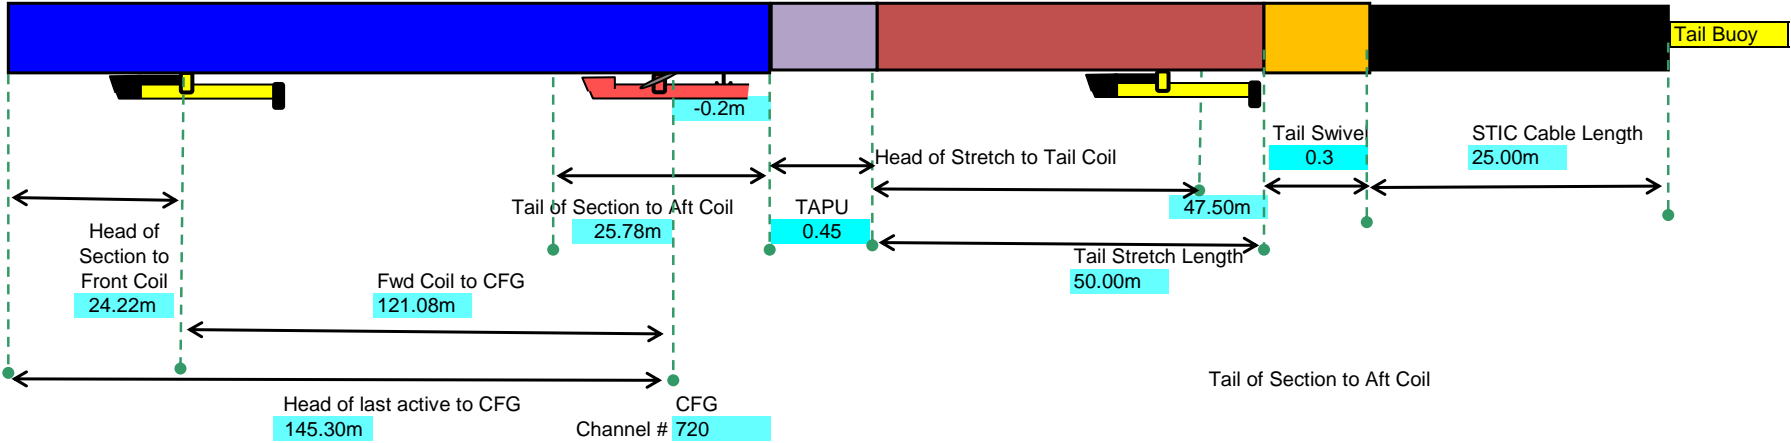 Tail Buoy
-0.2m
Tail Swive
0.3
STIC Cable Length
25.00m
Head of Stretch to Tail Coil
47.50m
Tail of Section to Aft Coil
25.78m
TAPU
0.45
Head of
Section to
Front Coil
24.22m
Fwd Coil to CFG
121.08m
Tail Stretch Length
50.00m
Tail of Section to Aft Coil
Head of last active to CFG
145.30m
CFG
Channel # 720